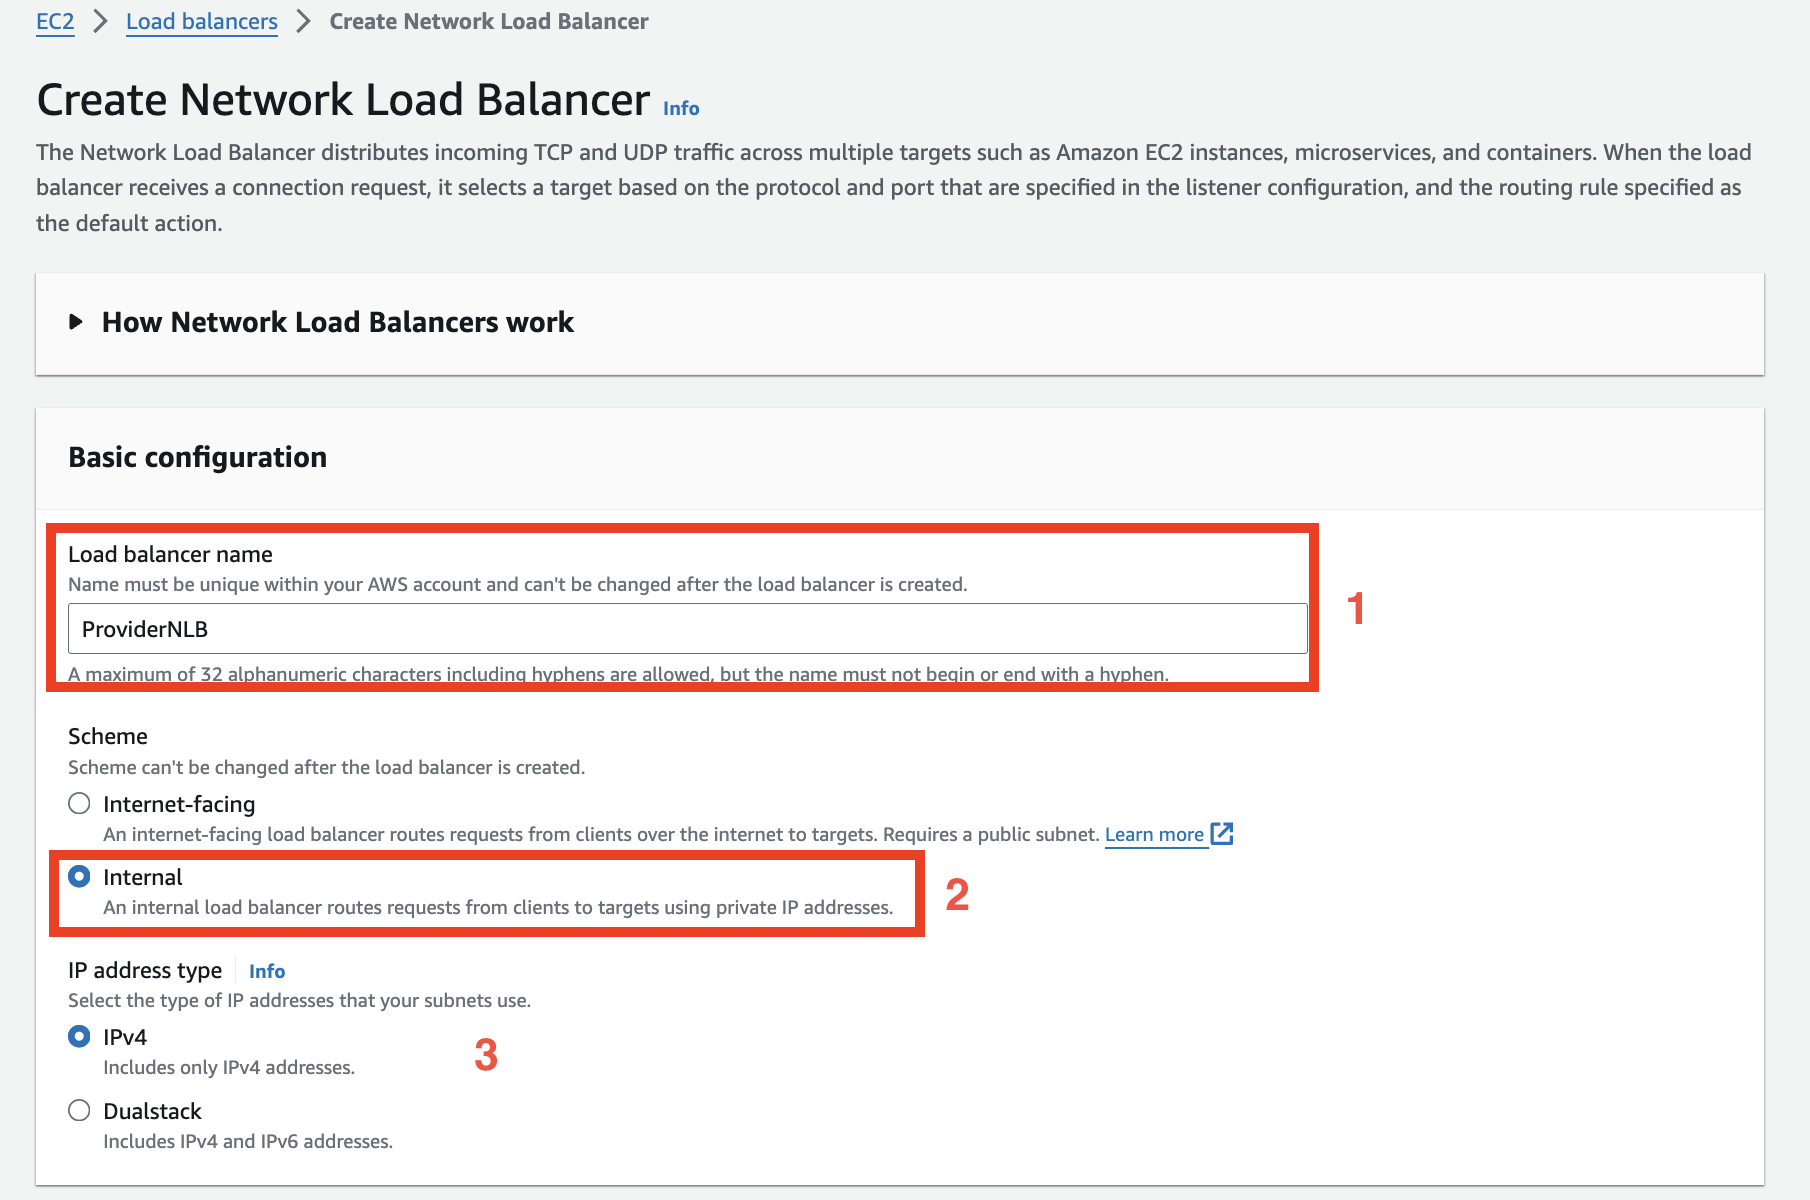 EC2 > Load balancers > Create Network Load Balancer
Create Network Load Balancer Info
The Network Load Balancer distributes incoming TCP and UDP traffic across multiple targets such as Amazon EC2 instances, microservices, and containers. When the load
balancer receives a connection request, it selects a target based on the protocol and port that are specified in the listener configuration, and the routing rule specified as
the default action.
How Network Load Balancers work
Basic configuration
Load balancer name
Name must be unique within your AWS account and can't be changed after the load balancer is created.
ProviderNLB
1
A maximum of 32 alphanumeric characters including hyphens are allowed, but the name must not begin or end with a hyphen.
Scheme
Scheme can't be changed after the load balancer is created.
Internet-facing
An internet-facing load balancer routes requests from clients over the internet to targets. Requires a public subnet. Learn more
Internal
2
An internal load balancer routes requests from clients to targets using private IP addresses.
IP address type Info
Select the type of IP addresses that your subnets use.
IPv4
3
Includes only IPv4 addresses.
Dualstack
Includes IPv4 and IPv6 addresses.